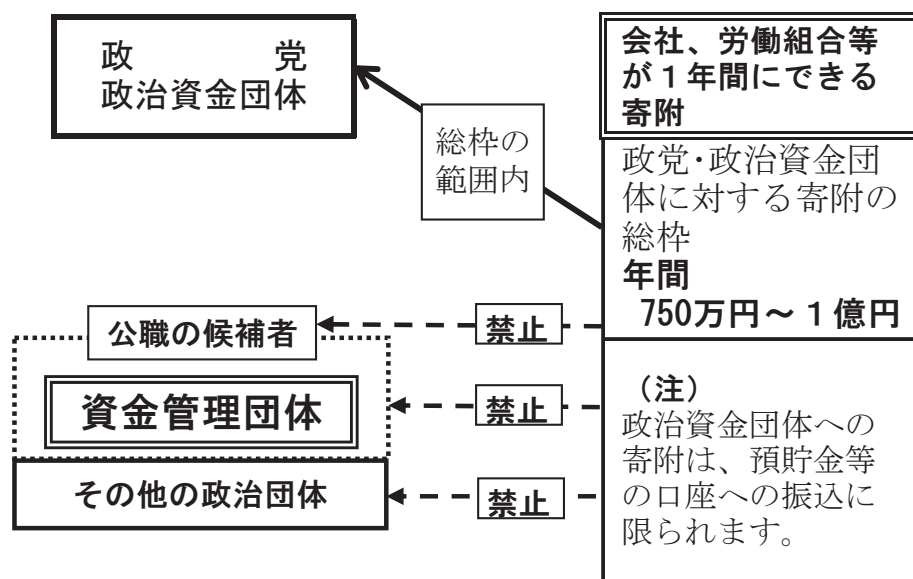 政　　　党
政治資金団体
総枠の
範囲内
会社、労働組合等
が１年間にできる
寄附
政党･政治資金団
体に対する寄附の
総枠
年間
750万円～１億円
公職の候補者
禁止
資金管理団体
禁止
その他の政治団体
禁止
（注）
政治資金団体への
寄附は、預貯金等
の口座への振込に
限られます。